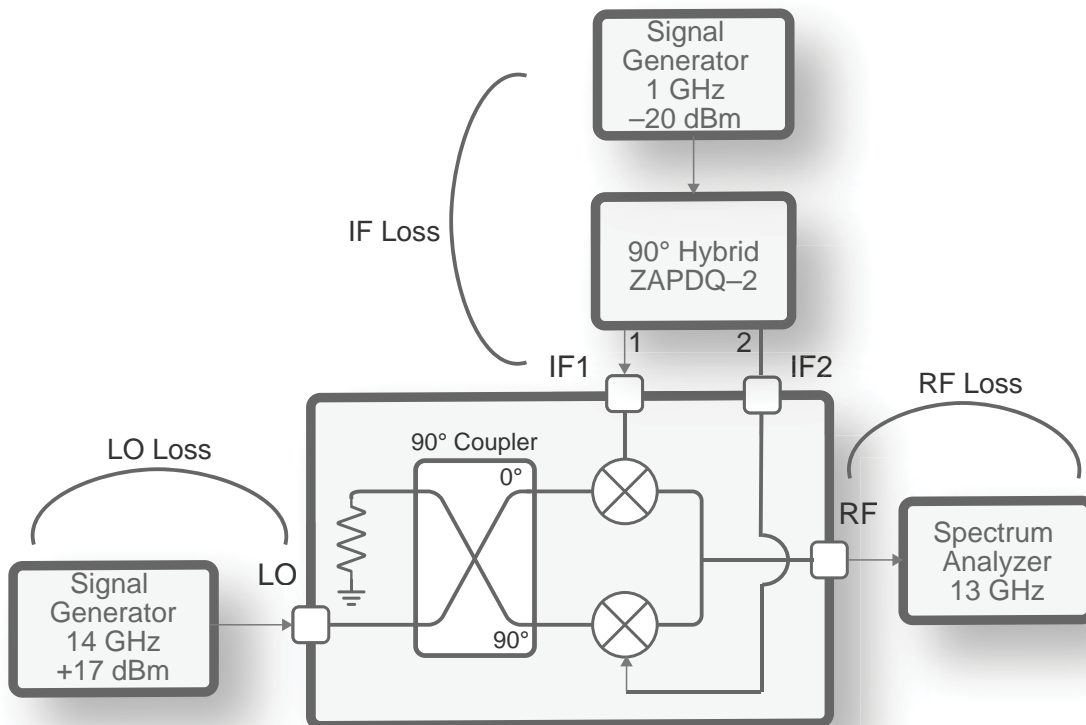 Signal
Generator
1 GHz
–20 dBm
IF Loss
90° Hybrid
ZAPDQ–2
1
2
IF1
IF2
RF Loss
LO Loss
90° Coupler
0°
90°
LO
RF
Signal
Generator
14 GHz
+17 dBm
Spectrum
Analyzer
13 GHz